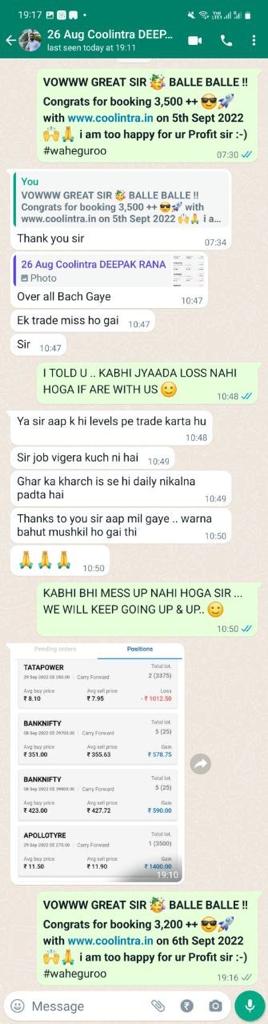 19:17
26 Aug Coolintra DEEP...
last seen today at 19:11
VOWWW GREAT SIR 🥳 BALLE BALLE !!
Congrats for booking 3,500 ++ 😎🚀
with www.coolintra.in on 5th Sept 2022
🙌🙏 i am too happy for ur Profit sir :-)
#waheguroo
07:30
You
VOWWW GREAT SIR 🥳 BALLE BALLE !!
Congrats for booking 3,500 ++ 😎🚀 with
www.coolintra.in on 5th Sept 2022 🙌🙏 i a...
Thank you sir
07:34
26 Aug Coolintra DEEPAK RANA
Photo
Over all Bach Gaye
10:47
Ek trade miss ho gai
10:47
Sir
10:47
I TOLD U .. KABHI JYAADA LOSS NAHI
HOGA IF ARE WITH US 🙂
10:48
Ya sir aap k hi levels pe trade karta hu
10:48
Sir job vigera kuch ni hai
10:49
Ghar ka kharch is se hi daily nikalna
padta hai
10:49
Thanks to you sir aap mil gaye .. warna
bahut mushkil ho gai thi
10:50
🙏🙏🙏
10:50
KABHI BHI MESS UP NAHI HOGA SIR ...
WE WILL KEEP GOING UP & UP.. 🙂
10:50
Pending orders Positions
TATAPOWER Total lot.
Carry Forward 2 (3375)
Avg buy price Avg sell price Loss
₹ 8.10 ₹ 7.95 - ₹ 1012.50
BANKNIFTY Total lot.
Carry Forward 5 (25)
Avg buy price Avg sell price Gain
₹ 351.00 ₹ 355.63 ₹ 578.75
BANKNIFTY Total lot.
Carry Forward 5 (25)
Avg buy price Avg sell price Gain
₹ 423.00 ₹ 427.72 ₹ 590.00
APOLLOTYRE Total lot.
Carry Forward 1 (3500)
Avg buy price Avg sell price Gain
₹ 11.50 ₹ 11.90 ₹ 1400.00
19:10
VOWWW GREAT SIR 🥳 BALLE BALLE !!
Congrats for booking 3,200 ++ 😎🚀
with www.coolintra.in on 6th Sept 2022
🙌🙏 i am too happy for ur Profit sir :-)
#waheguroo
19:16
Message